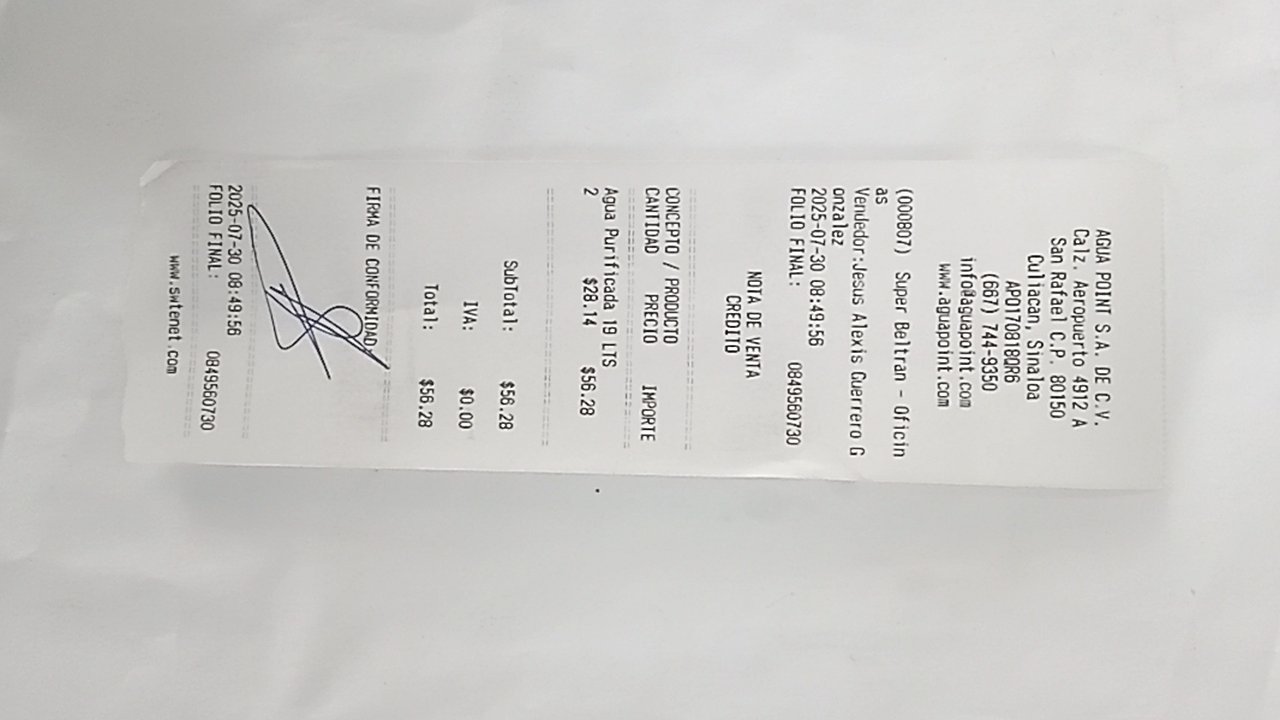 AGUA POINT S.A. DE C.V.
Calz. Aeropuerto 4912 A
San Rafael C.P. 80150
Culiacan, Sinaloa
APO170818QR6
(667) 744-9350
info@aguapoint.com
www.aguapoint.com
(000807) Super Beltran - Oficin
as
Vendedor:Jesus Alexis Guerrero G
onzalez
2025-07-30 08:49:56
FOLIO FINAL: 0849560730
NOTA DE VENTA
CREDITO
CONCEPTO / PRODUCTO
CANTIDAD PRECIO IMPORTE
Agua Purificada 19 LTS
2 $28.14 $56.28
SubTotal: $56.28
IVA: $0.00
Total: $56.28
FIRMA DE CONFORMIDAD
2025-07-30 08:49:56
FOLIO FINAL: 0849560730
www.swtenet.com